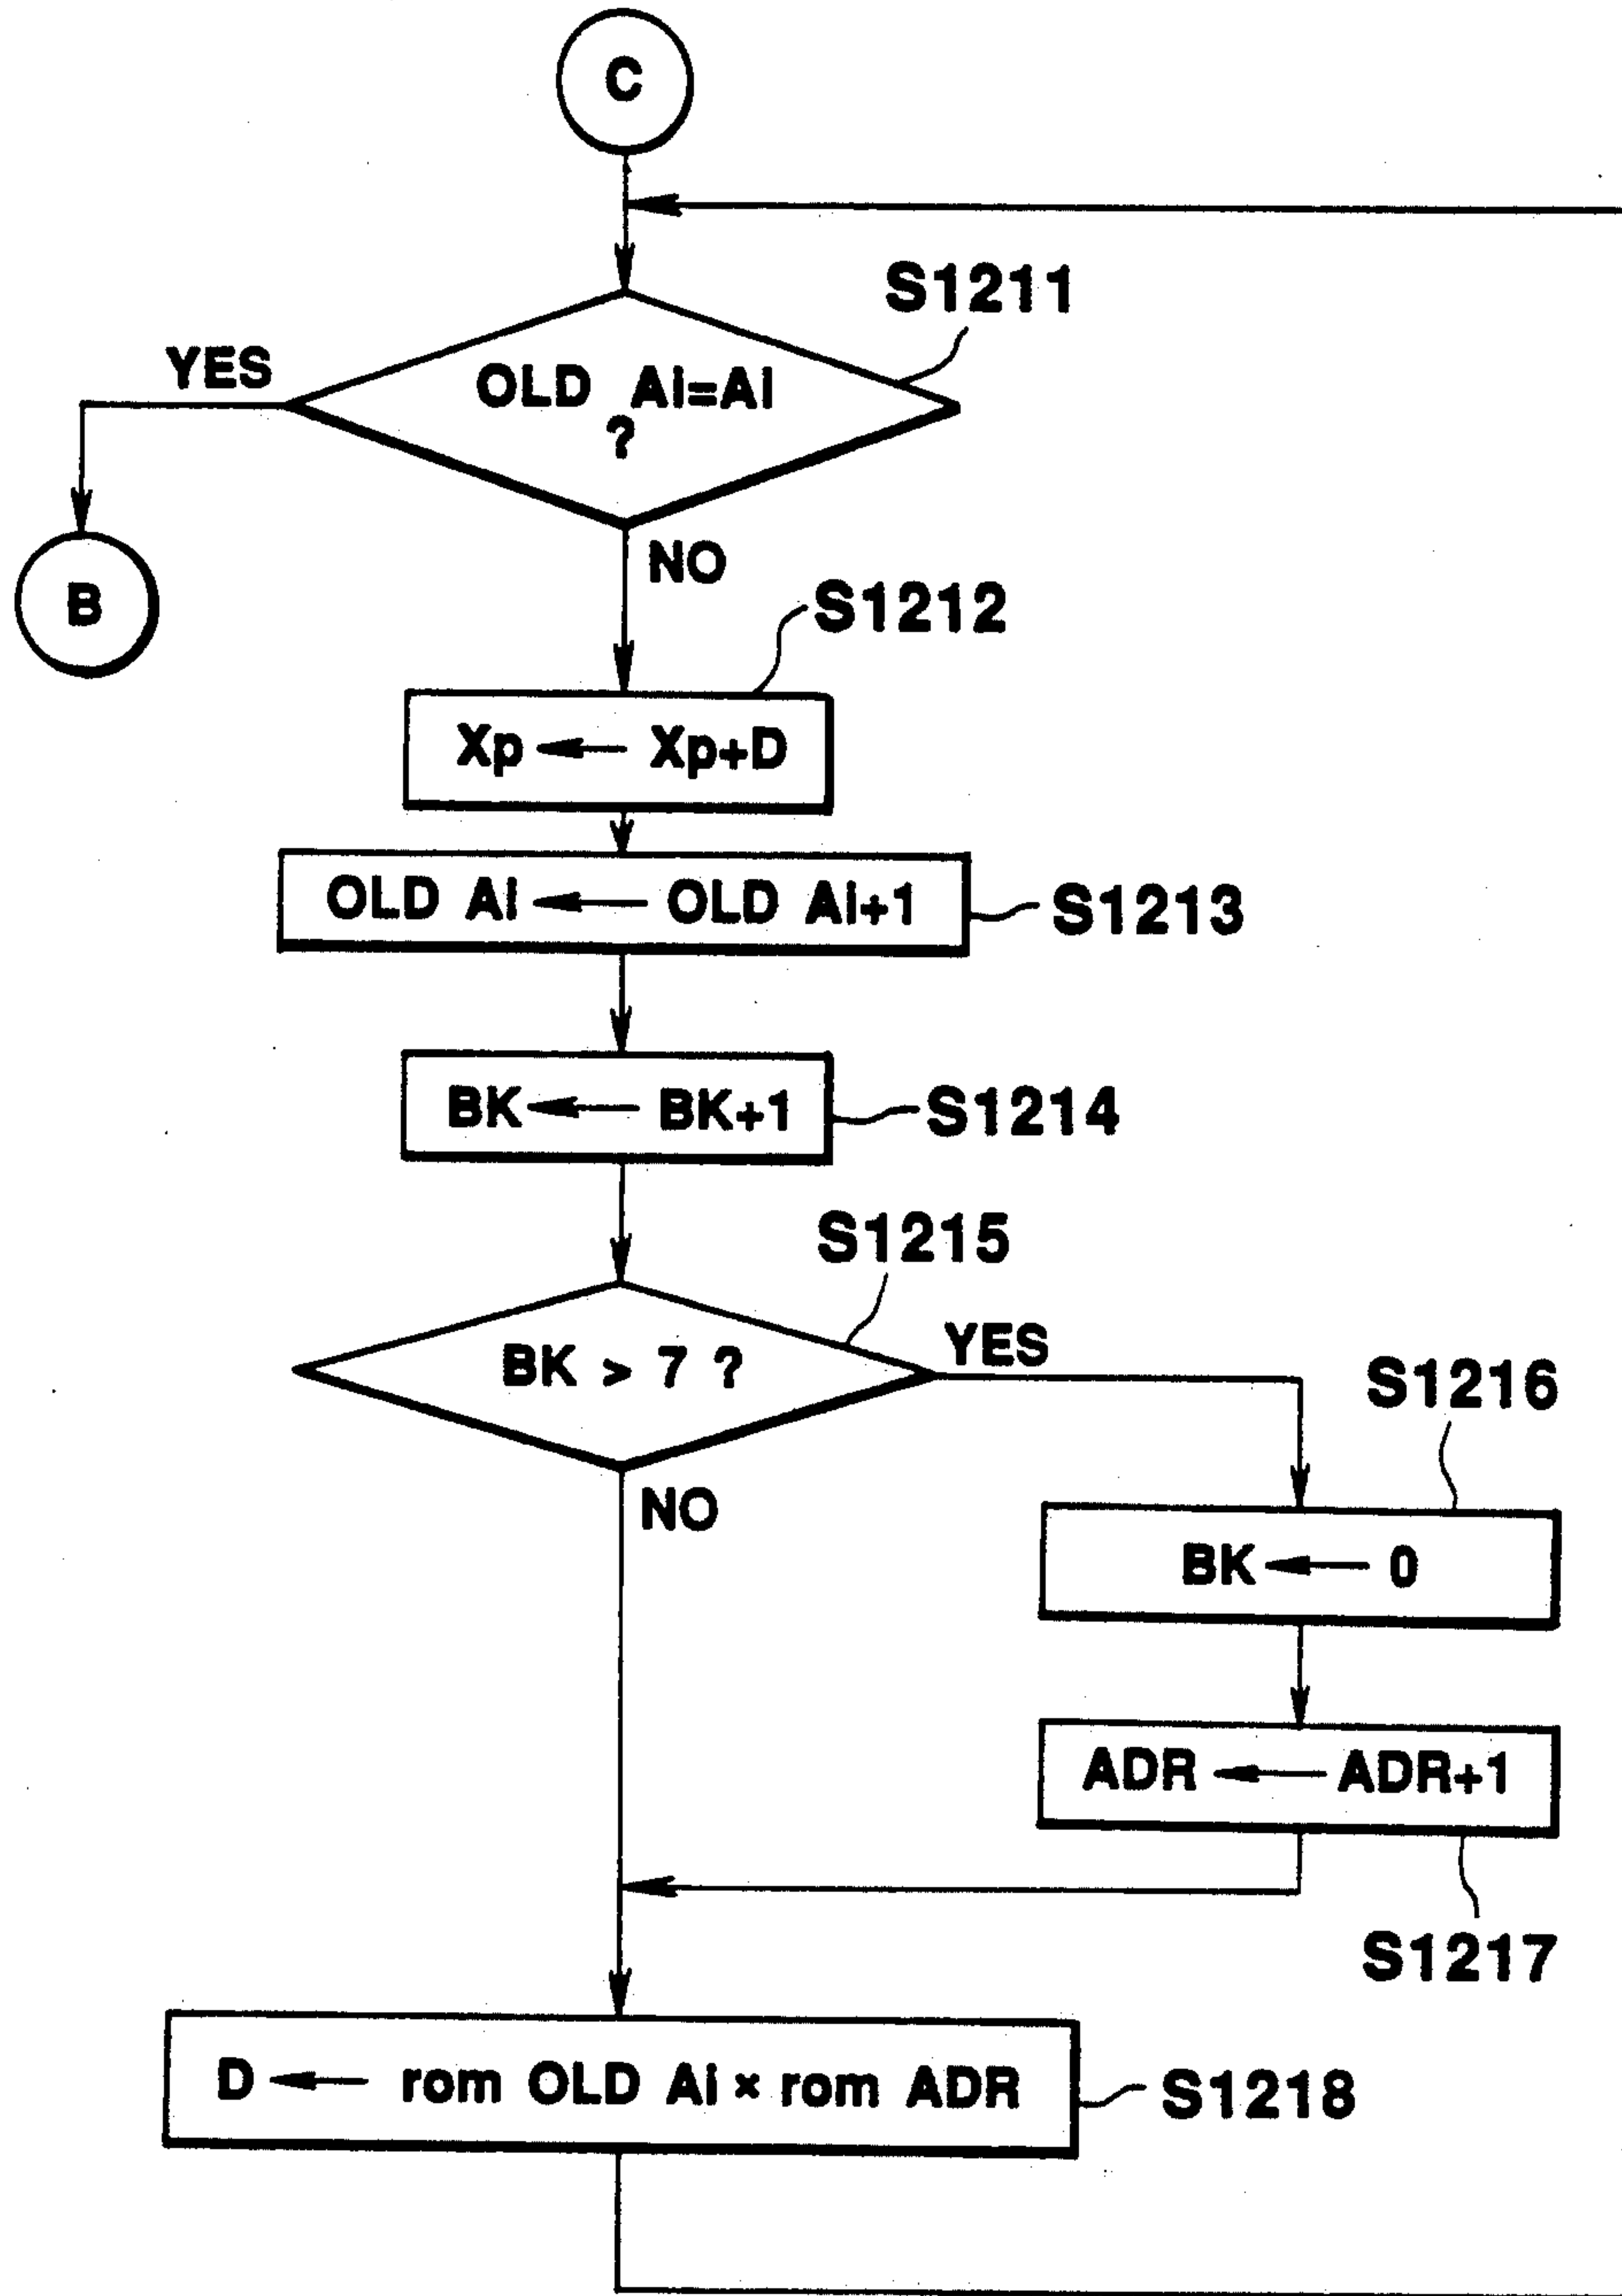 C
S1211
YES
OLD Ai=Ai
?
B
NO
S1212
Xp ← Xp+D
OLD Ai ← OLD Ai+1
S1213
BK ← BK+1
S1214
S1215
BK > 7 ?
YES
S1216
NO
BK ← 0
ADR ← ADR+1
S1217
D ← rom OLD Ai × rom ADR
S1218